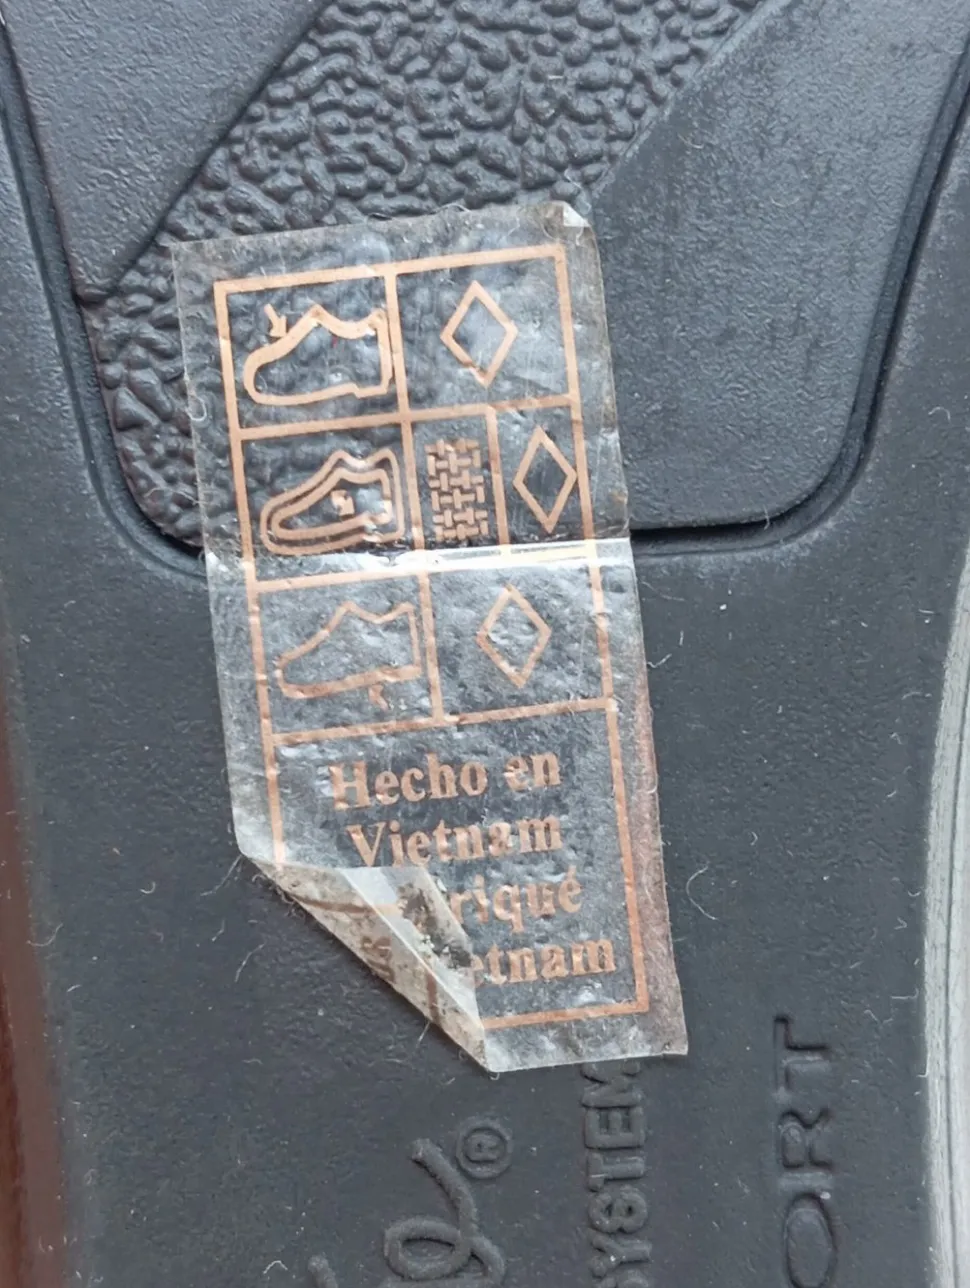 Hecho en
Vietnam
riqué
etnam
®
SYSTEM
ORT